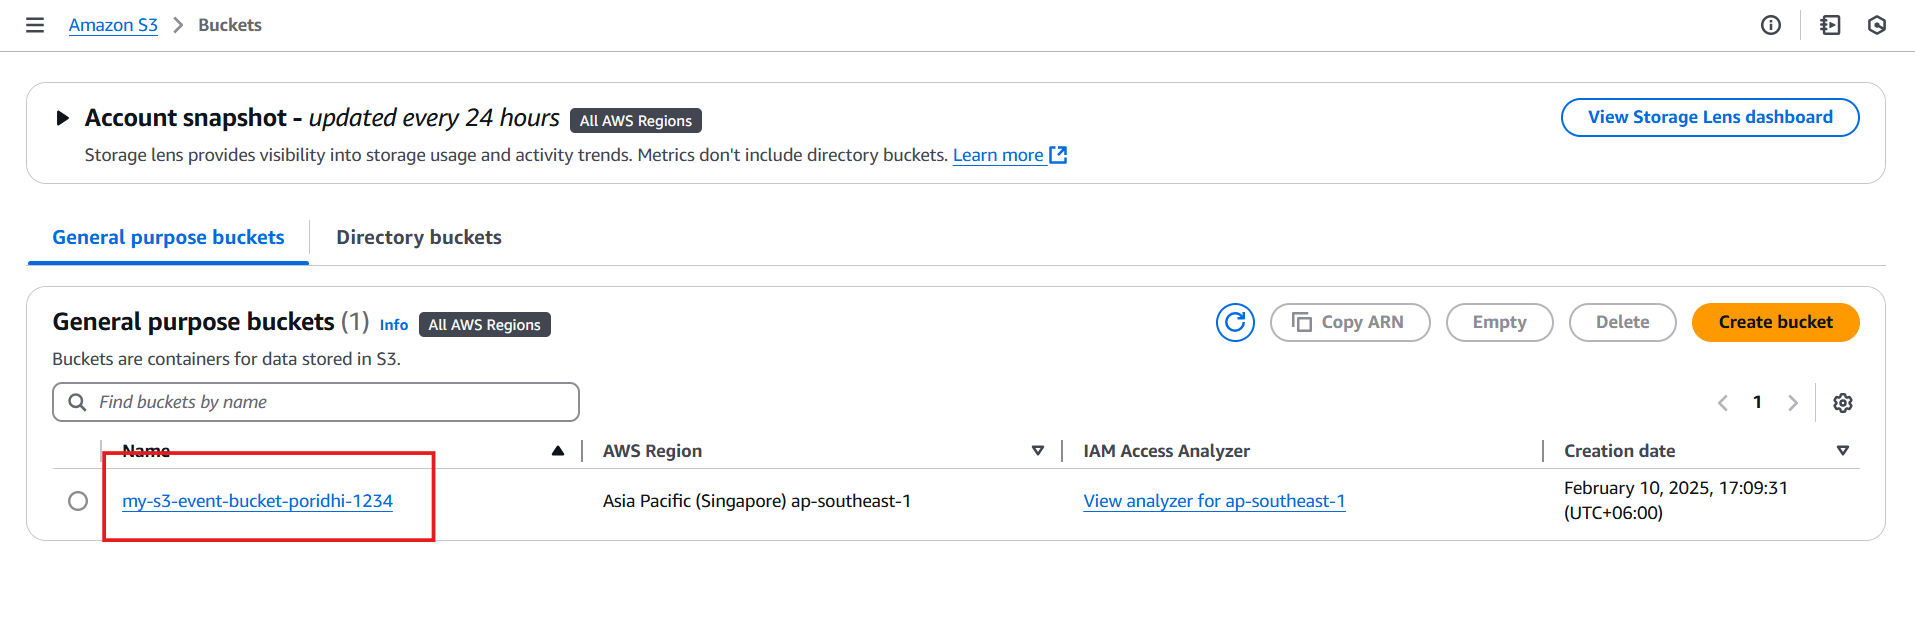 Amazon S3 > Buckets
Account snapshot - updated every 24 hours All AWS Regions View Storage Lens dashboard
Storage lens provides visibility into storage usage and activity trends. Metrics don't include directory buckets. Learn more
General purpose buckets Directory buckets
General purpose buckets (1) Info All AWS Regions Copy ARN Empty Delete Create bucket
Buckets are containers for data stored in S3.
Find buckets by name 1
Name AWS Region IAM Access Analyzer Creation date
my-s3-event-bucket-poridhi-1234 Asia Pacific (Singapore) ap-southeast-1 View analyzer for ap-southeast-1 February 10, 2025, 17:09:31
(UTC+06:00)